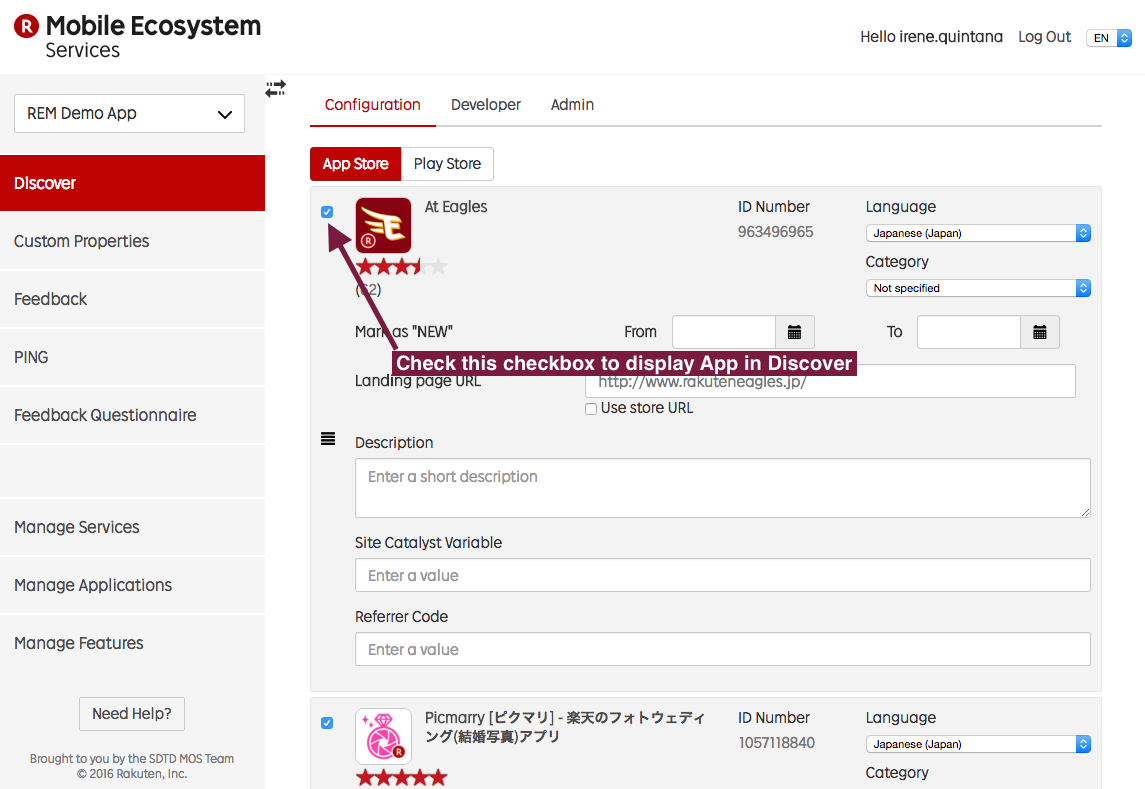 R Mobile Ecosystem
Services
Hello irene.quintana Log Out EN
REM Demo App
Discover
Custom Properties
Feedback
PING
Feedback Questionnaire
Manage Services
Manage Applications
Manage Features
Need Help?
Brought to you by the SDTD MOS Team
© 2016 Rakuten, Inc.
Configuration Developer Admin
App Store Play Store
At Eagles
R
(62)
ID Number
963496965
Language
Japanese (Japan)
Category
Not specified
Mark as "NEW" From To
Check this checkbox to display App in Discover
Landing page URL http://www.rakuteneagles.jp/
Use store URL
Description
Enter a short description
Site Catalyst Variable
Enter a value
Referrer Code
Enter a value
R
Picmarry [ピクマリ] - 楽天のフォトウェディ
ング(結婚写真)アプリ
ID Number
1057118840
Language
Japanese (Japan)
Category